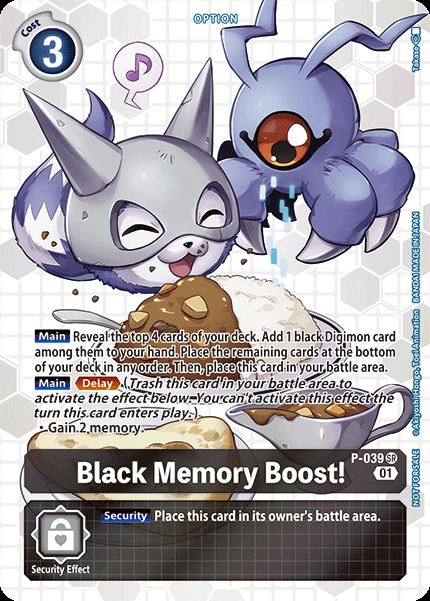 OPTION
Cost
3
Takase
BANDAI MADE IN JAPAN
©Akiyoshi Hongo, Toei Animation
NOT FOR SALE
Main Reveal the top 4 cards of your deck. Add 1 black Digimon card
among them to your hand. Place the remaining cards at the bottom
of your deck in any order. Then, place this card in your battle area.
Main Delay (Trash this card in your battle area to
activate the effect below. You can't activate this effect the
turn this card enters play.)
• Gain 2 memory.
Black Memory Boost!
P-039 SR
01
Security Place this card in its owner's battle area.
Security Effect